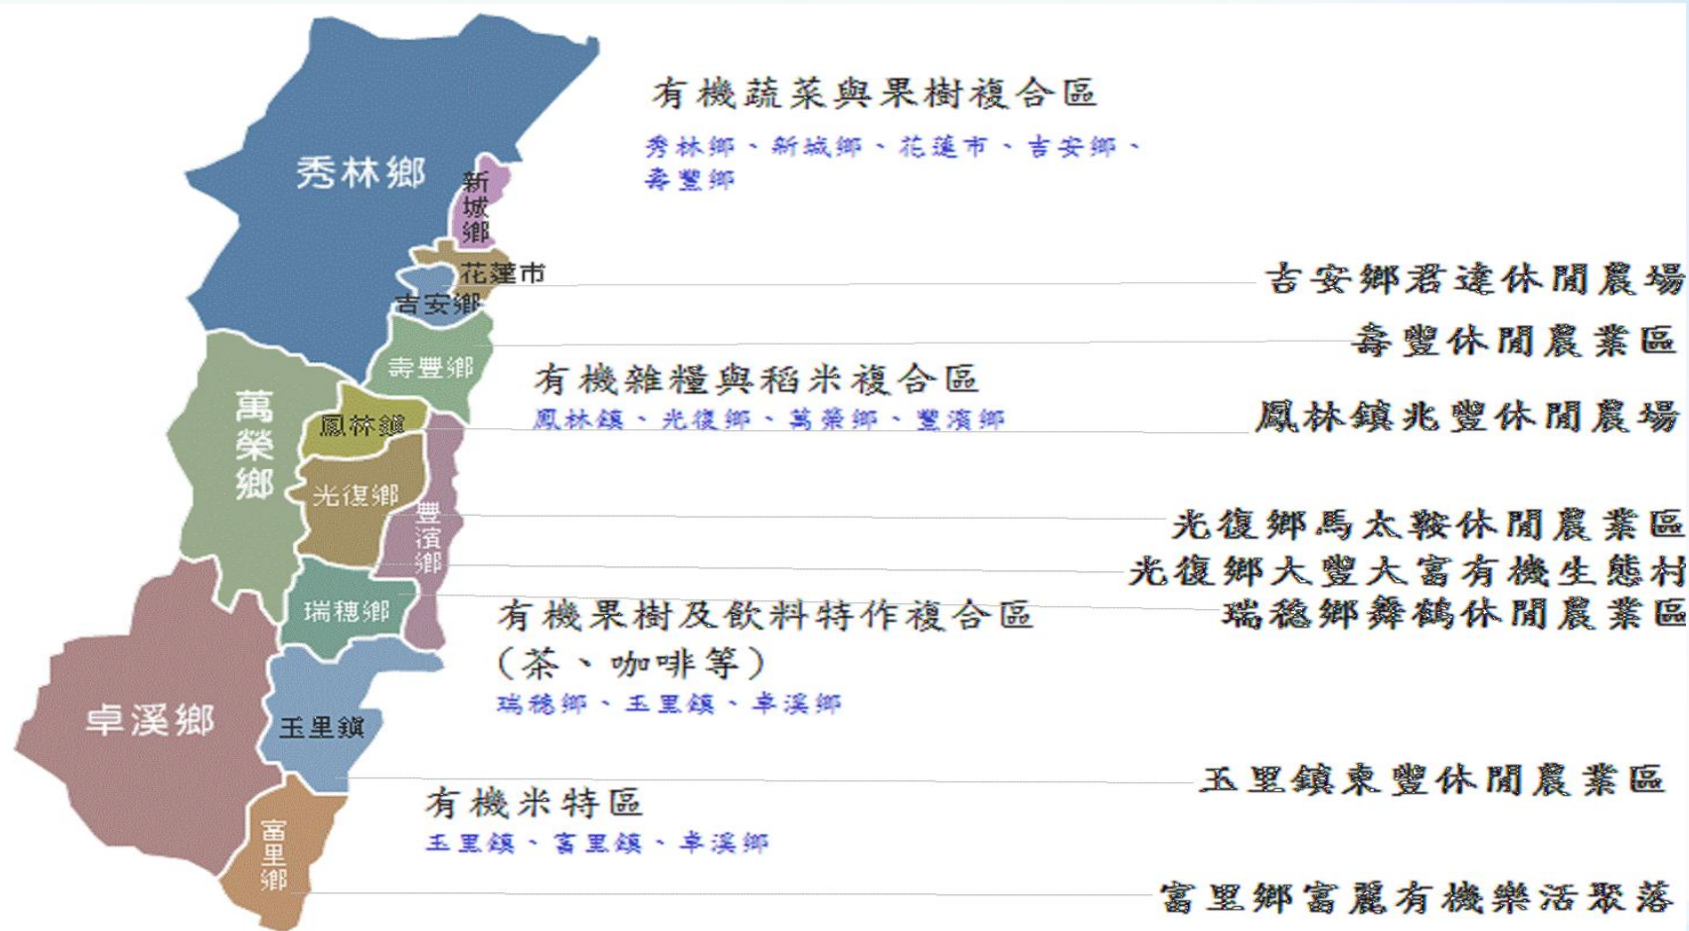 有機蔬菜與果樹複合區
秀林鄉、新城鄉、花蓮市、吉安鄉、
壽豐鄉
秀林鄉
新城鄉
花蓮市
吉安鄉
吉安鄉君達休閒農場
壽豐休閒農業區
壽豐鄉
有機雜糧與稻米複合區
鳳林鎮、光復鄉、萬榮鄉、豐濱鄉
萬榮鄉
鳳林鎮
鳳林鎮兆豐休閒農場
光復鄉
豐濱鄉
光復鄉馬太鞍休閒農業區
光復鄉大豐大富有機生態村
瑞穗鄉舞鶴休閒農業區
瑞穗鄉
有機果樹及飲料特作複合區
(茶、咖啡等)
瑞穗鄉、玉里鎮、卓溪鄉
卓溪鄉
玉里鎮
玉里鎮東豐休閒農業區
有機米特區
玉里鎮、富里鎮、卓溪鄉
富里鄉
富里鄉富麗有機樂活聚落